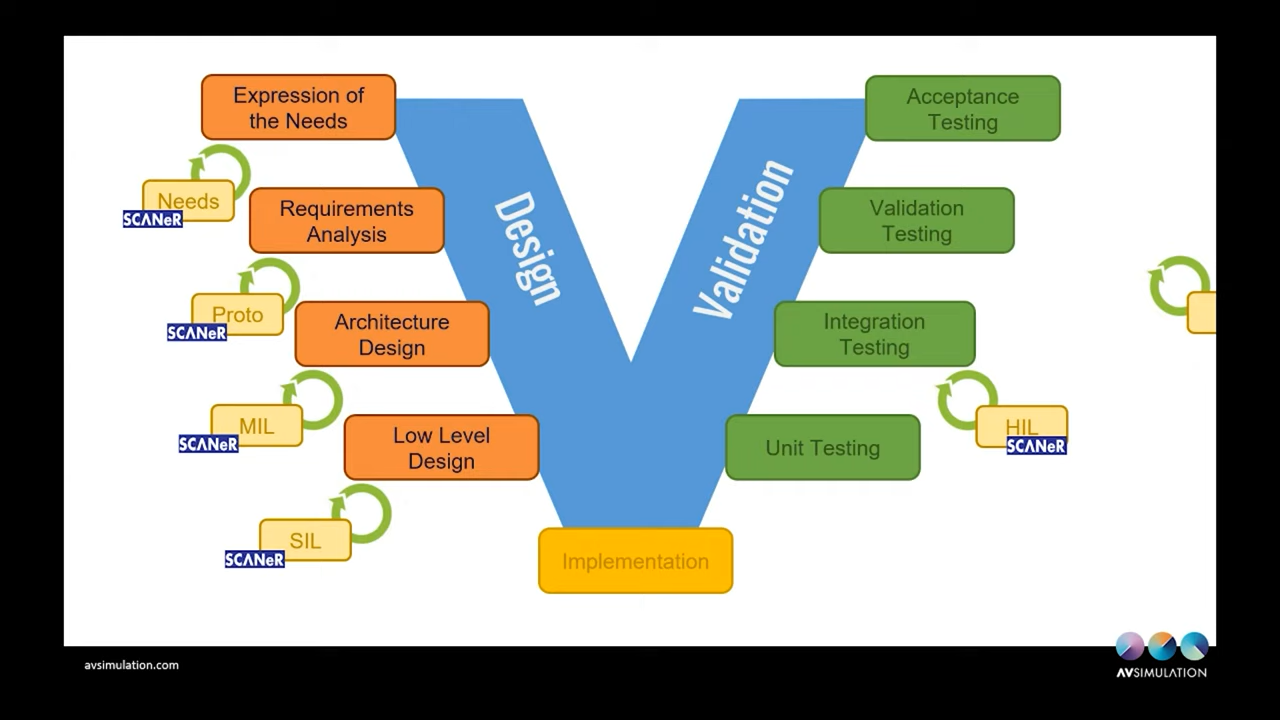 Expression of
the Needs
Needs
SCANeR
Requirements
Analysis
Proto
SCANeR
Architecture
Design
MIL
SCANeR
Low Level
Design
SIL
SCANeR
Design
Validation
Implementation
Acceptance
Testing
Validation
Testing
Integration
Testing
HIL
SCANeR
Unit Testing
avsimulation.com
AVSIMULATION